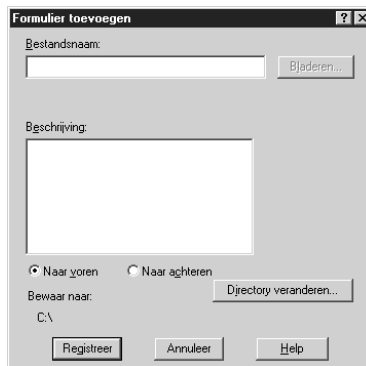 Formulier toevoegen
Bestandsnaam:
Bladeren...
Beschrijving:
Naar voren Naar achteren
Bewaar naar: Directory veranderen...
C:\
Registreer Annuleer Help